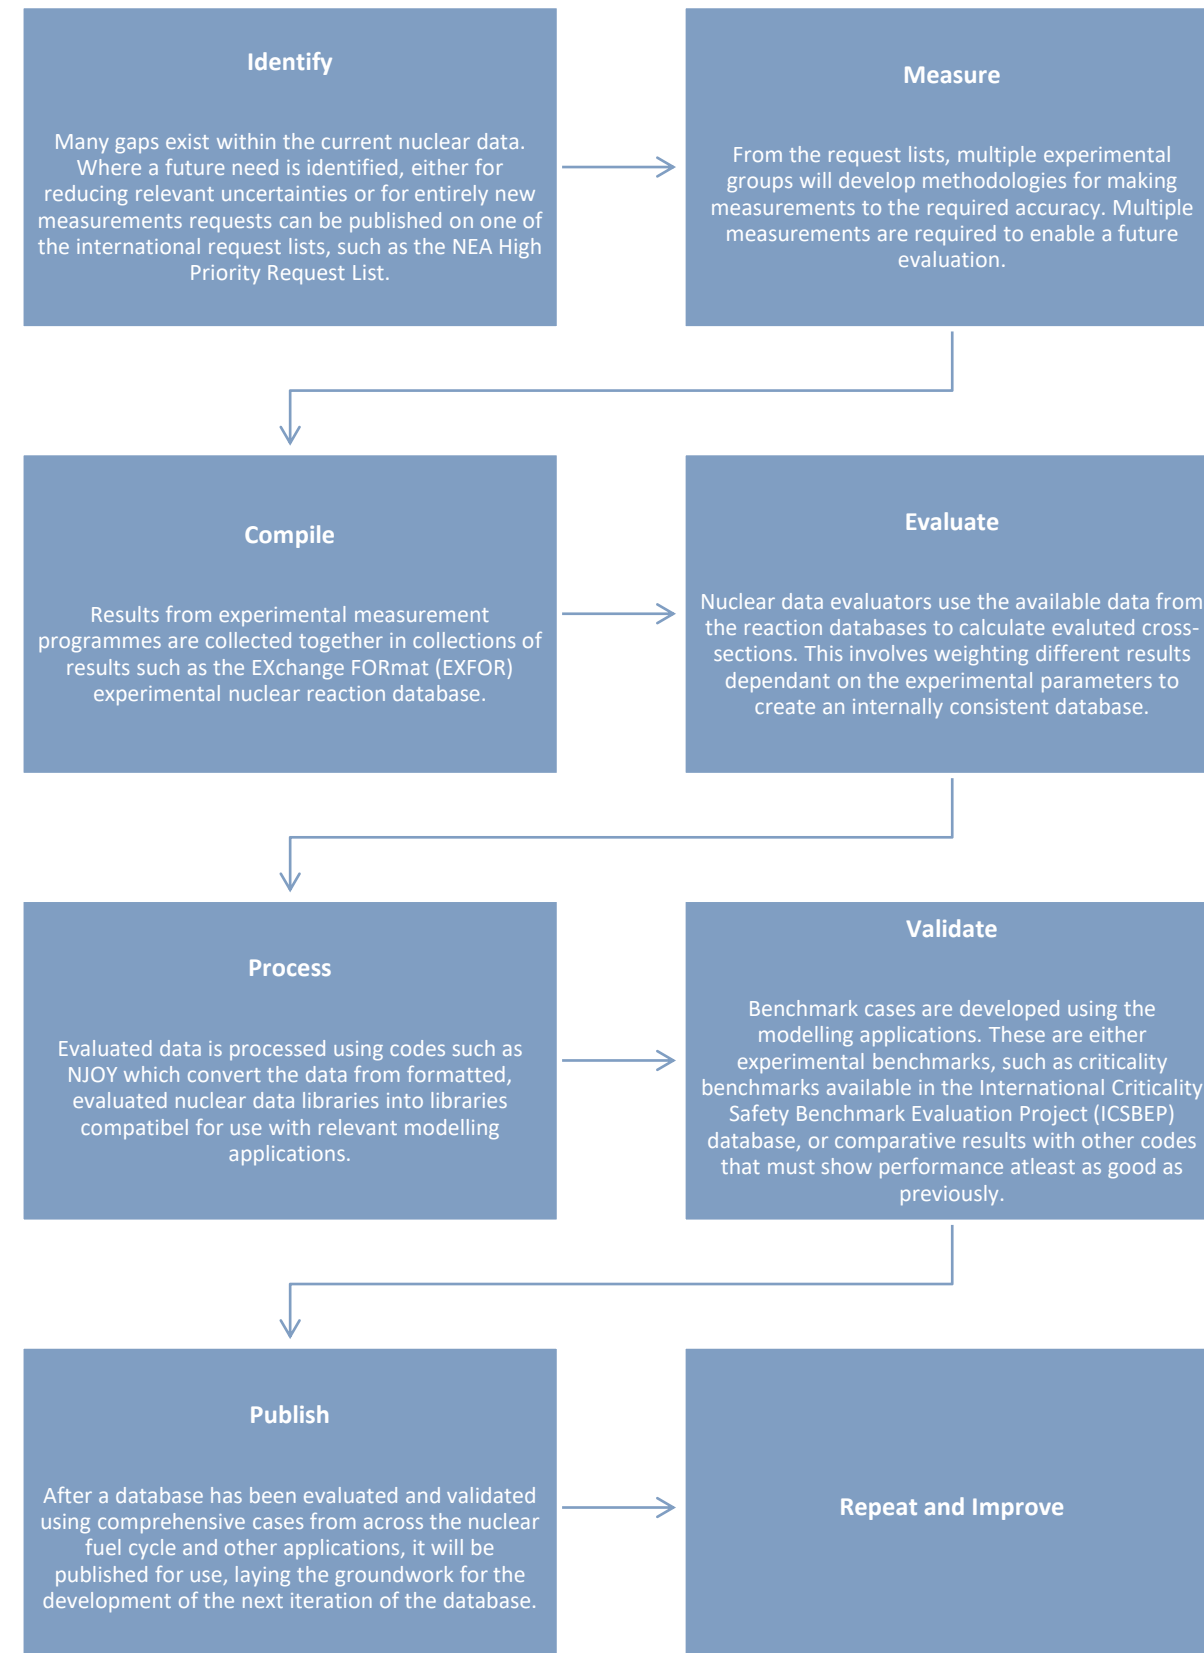 Identify
Many gaps exist within the current nuclear data.
Where a future need is identified, either for
reducing relevant uncertainties or for entirely new
measurements requests can be published on one of
the international request lists, such as the NEA High
Priority Request List.
Measure
From the request lists, multiple experimental
groups will develop methodologies for making
measurements to the required accuracy. Multiple
measurements are required to enable a future
evaluation.
Compile
Results from experimental measurement
programmes are collected together in collections of
results such as the EXchange FORmat (EXFOR)
experimental nuclear reaction database.
Evaluate
Nuclear data evaluators use the available data from
the reaction databases to calculate evaluted cross-
sections. This involves weighting different results
dependant on the experimental parameters to
create an internally consistent database.
Process
Evaluated data is processed using codes such as
NJOY which convert the data from formatted,
evaluated nuclear data libraries into libraries
compatibel for use with relevant modelling
applications.
Validate
Benchmark cases are developed using the
modelling applications. These are either
experimental benchmarks, such as criticality
benchmarks available in the International Criticality
Safety Benchmark Evaluation Project (ICSBEP)
database, or comparative results with other codes
that must show performance atleast as good as
previously.
Publish
After a database has been evaluated and validated
using comprehensive cases from across the nuclear
fuel cycle and other applications, it will be
published for use, laying the groundwork for the
development of the next iteration of the database.
Repeat and Improve